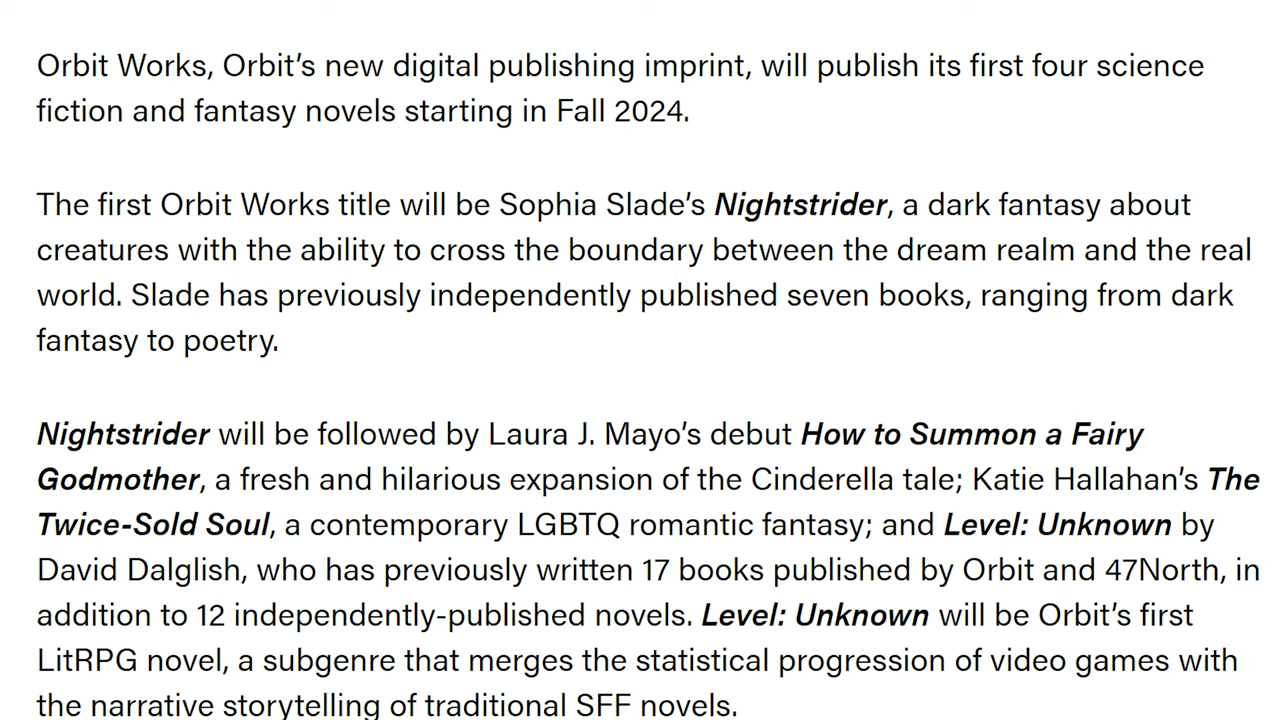 Orbit Works, Orbit’s new digital publishing imprint, will publish its first four science
fiction and fantasy novels starting in Fall 2024.
The first Orbit Works title will be Sophia Slade’s Nightstrider, a dark fantasy about
creatures with the ability to cross the boundary between the dream realm and the real
world. Slade has previously independently published seven books, ranging from dark
fantasy to poetry.
Nightstrider will be followed by Laura J. Mayo’s debut How to Summon a Fairy
Godmother, a fresh and hilarious expansion of the Cinderella tale; Katie Hallahan’s The
Twice-Sold Soul, a contemporary LGBTQ romantic fantasy; and Level: Unknown by
David Dalglish, who has previously written 17 books published by Orbit and 47North, in
addition to 12 independently-published novels. Level: Unknown will be Orbit’s first
LitRPG novel, a subgenre that merges the statistical progression of video games with
the narrative storytelling of traditional SFF novels.